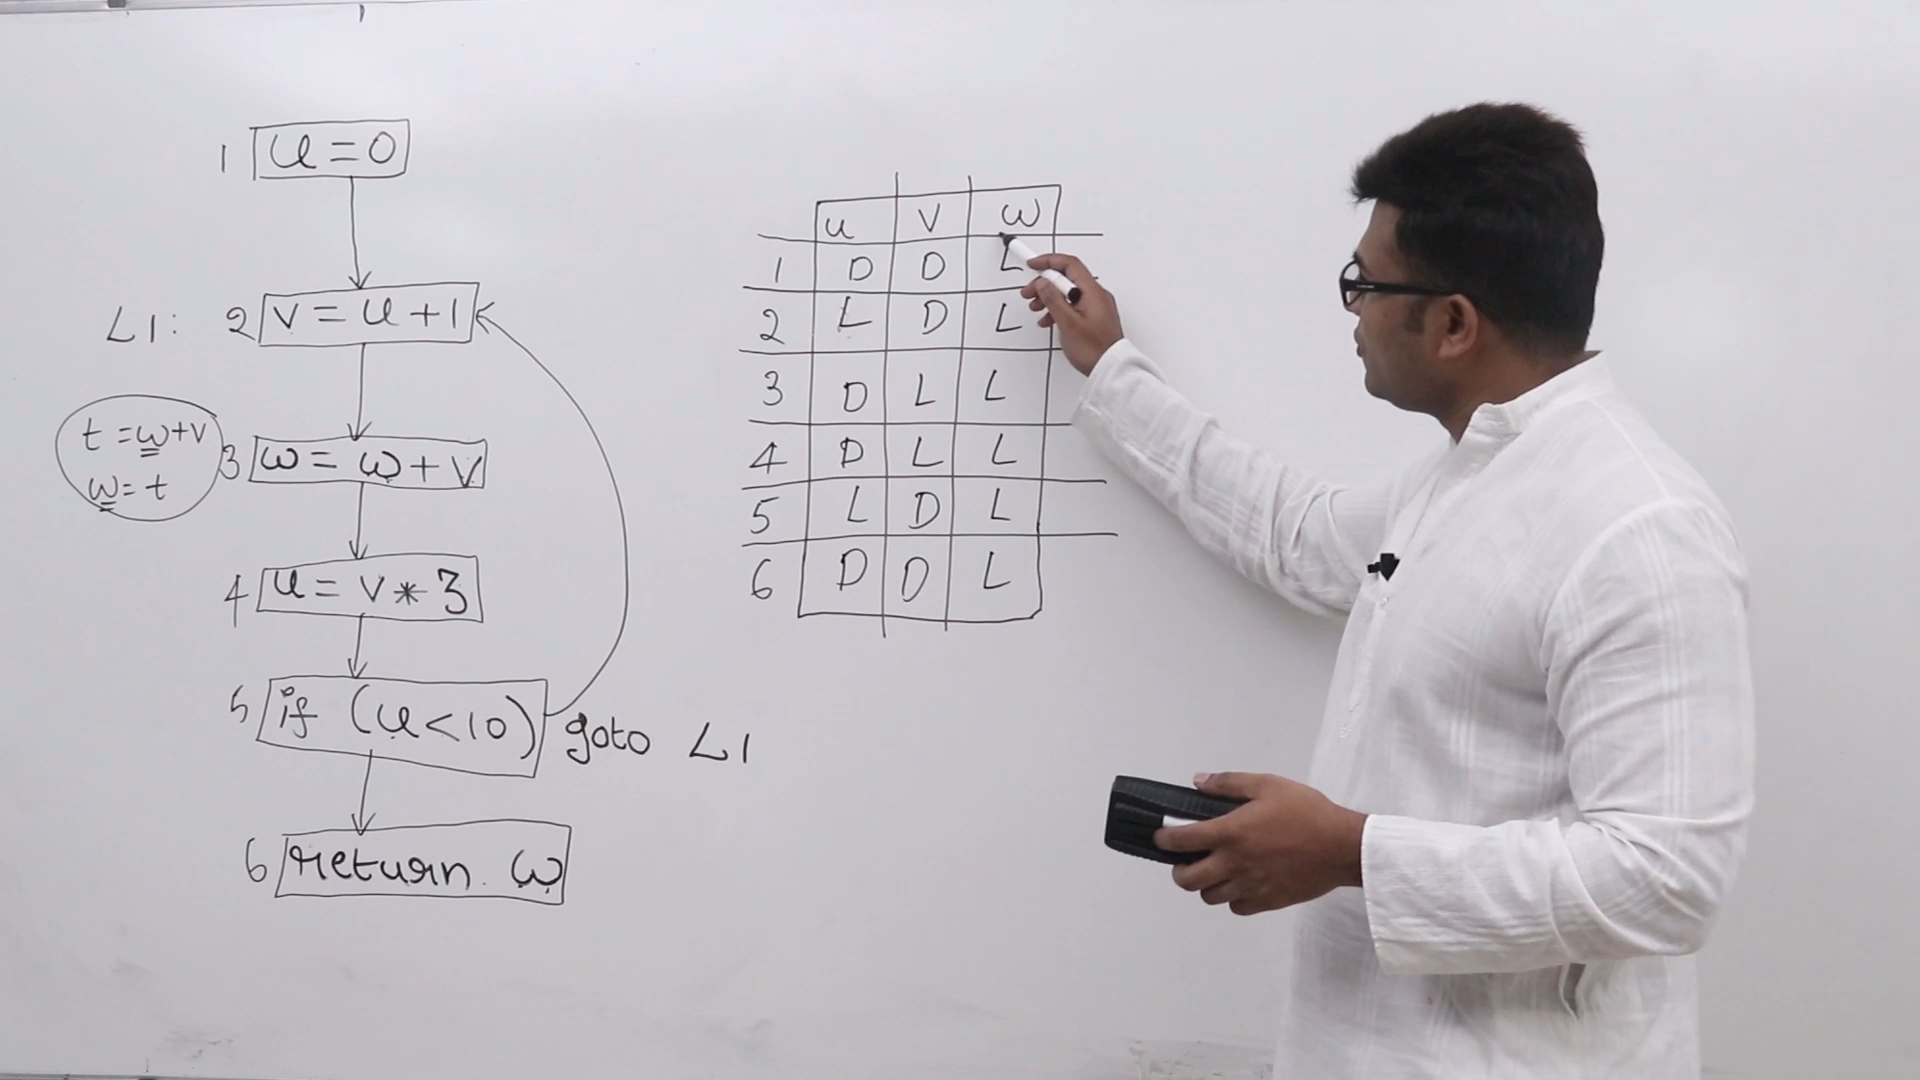 1 u = 0
L1: 2 v = u + 1
t = w + v
w = t
3 w = w + v
4 u = v * 3
5 if (u < 10) goto L1
6 return w
u v w
1 D D L
2 L D L
3 D L L
4 D L L
5 L D L
6 D D L